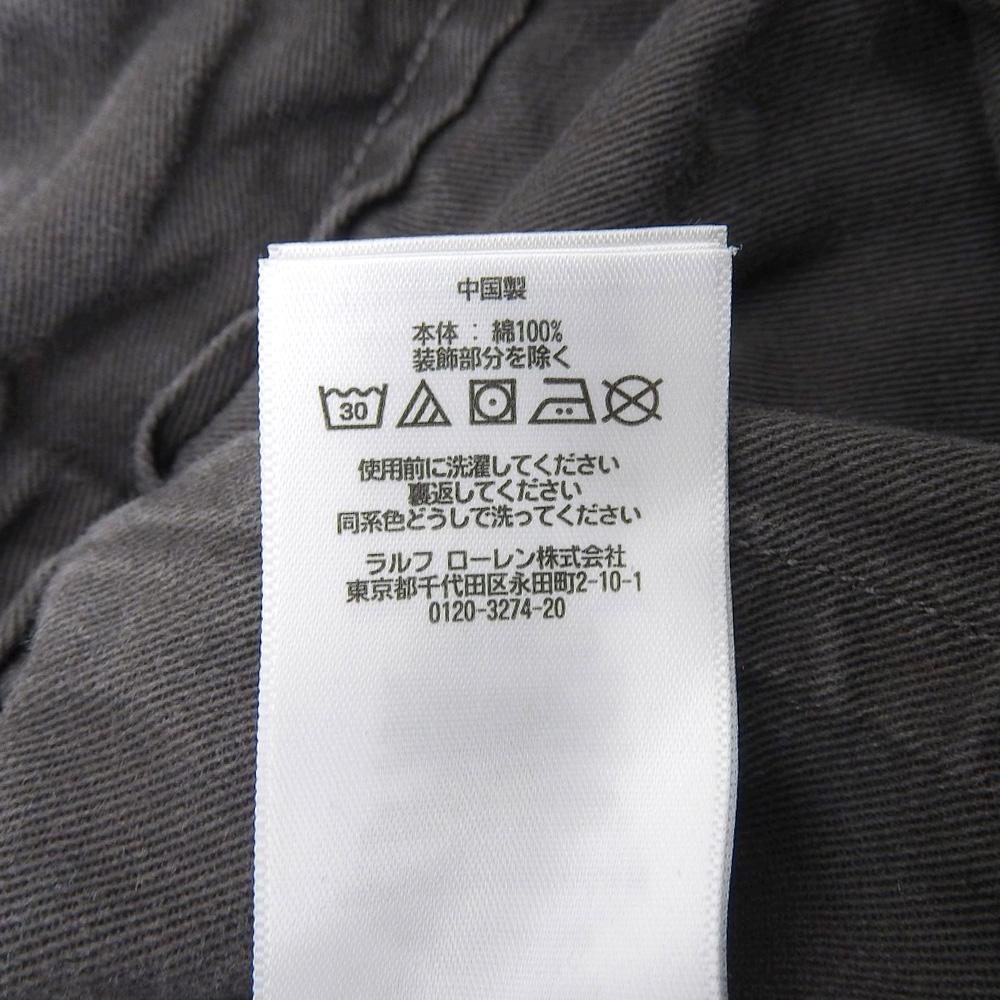 中国製
本体 : 綿100%
装飾部分を除く
30
使用前に洗濯してください
裏返してください
同系色どうしで洗ってください
ラルフ ローレン株式会社
東京都千代田区永田町2-10-1
0120-3274-20